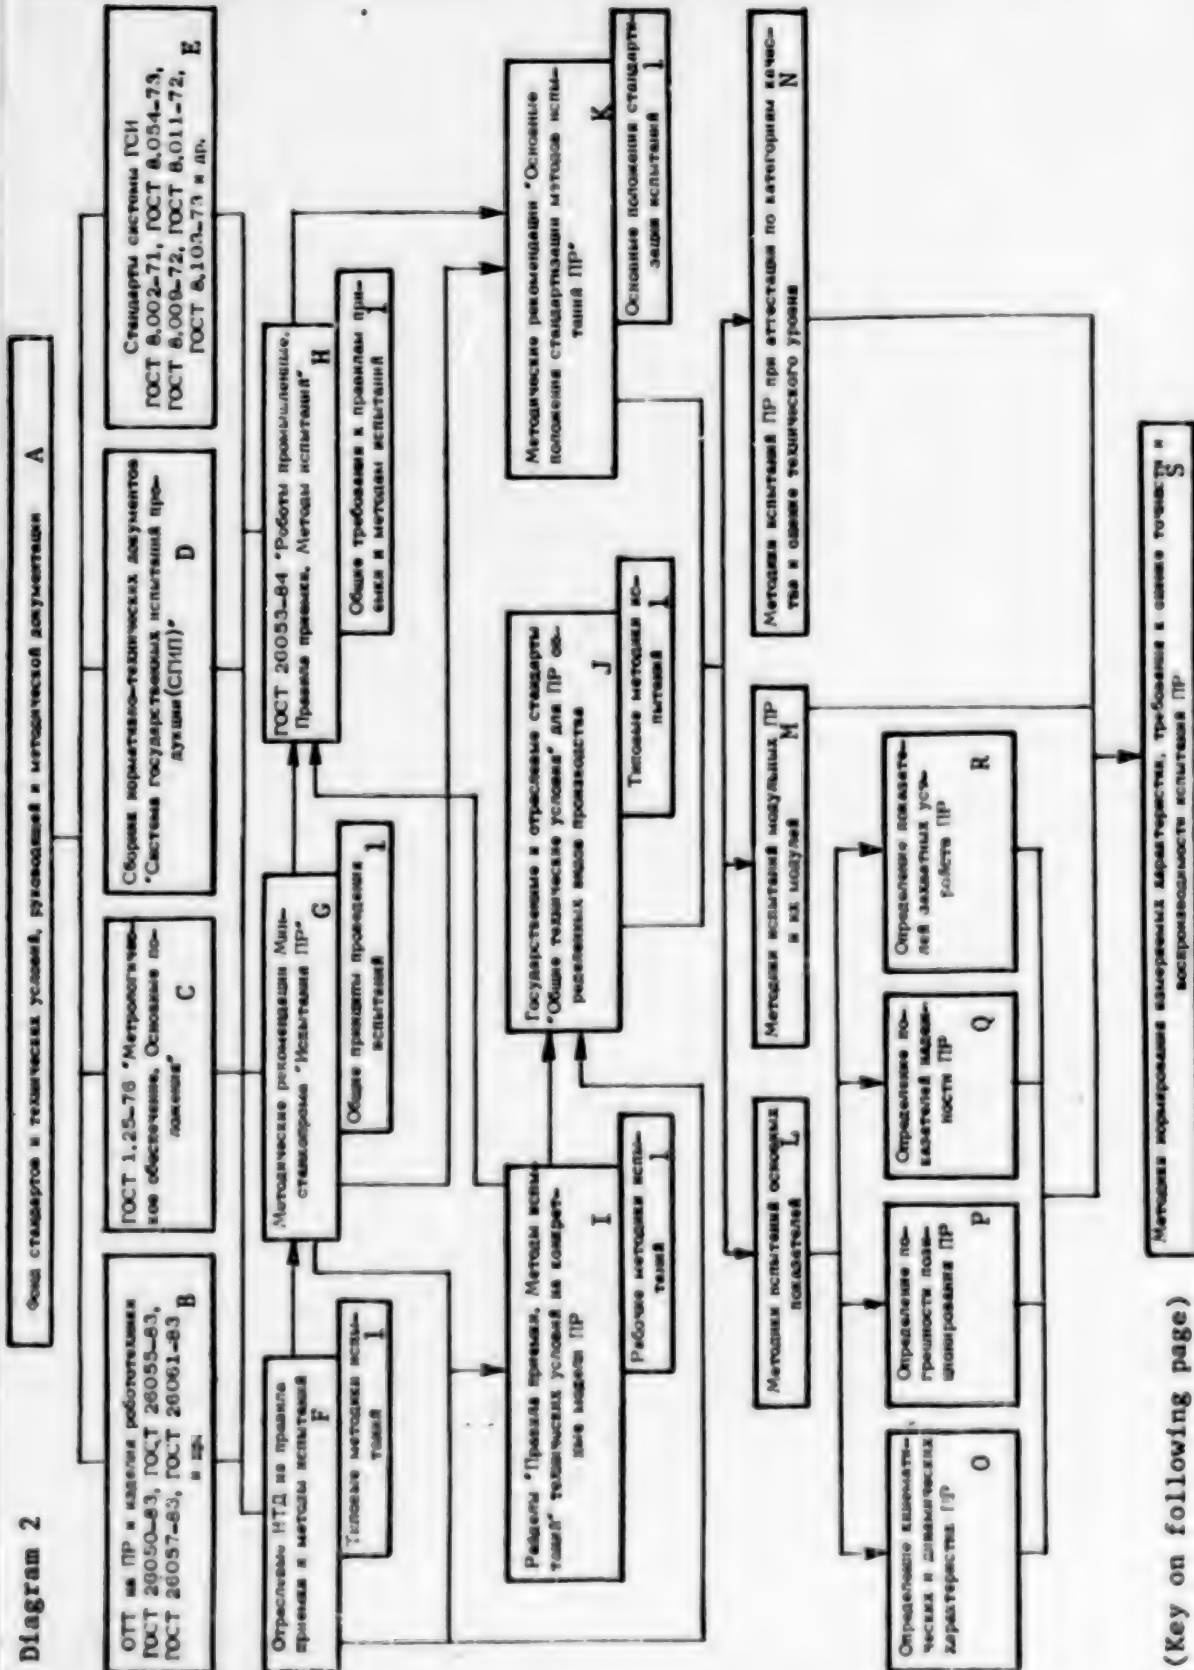 Diagram 2
Фонд стандартов и технических условий, руководящей и методической документации A
ОТТ на ПР и изделия робототехники
ГОСТ 26050-83, ГОСТ 26055-83,
ГОСТ 26057-83, ГОСТ 26061-83
и др. B
ГОСТ 1.25-76 "Метрологичес-
кое обеспечение. Основные по-
ложения" C
Сборник нормативно-технических документов
"Система государственных испытаний про-
дукции(СГИП)" D
Стандарты системы ГСИ
ГОСТ 8.002-71, ГОСТ 8.054-73,
ГОСТ 8.009-72, ГОСТ 8.011-72,
ГОСТ 8.103-73 и др. E
Отраслевые НТД на правила
приемки и методы испытаний
F
Типовые методики испы-
таний 1
Методические рекомендации Мин-
станкопрома "Испытания ПР"
G
Общие принципы проведения
испытаний 1
ГОСТ 26053-84 "Роботы промышленные.
Правила приемки. Методы испытаний"
H
Общие требования к правилам при-
емки и методам испытаний 1
Разделы "Правила приемки. Методы испы-
таний" технических условий на конкрет-
ные модели ПР I
Рабочие методики испы-
таний 1
Государственные и отраслевые стандарты
"Общие технические условия" для ПР оп-
ределенных видов производства
J
Типовые методики ис-
пытаний 1
Методические рекомендации "Основные
положения стандартизации методов испы-
таний ПР" K
Основные положения стандарти-
зации испытаний 1
Методики испытаний основных
показателей L
Методики испытаний модульных ПР
и их модулей M
Методики испытаний ПР при аттестации по категориям качес-
тва и оценке технического уровня N
Определение кинемати-
ческих и динамических
характеристик ПР O
Определение по-
грешности пози-
ционирования ПР P
Определение по-
казателей надеж-
ности ПР Q
Определение показате-
лей захватных уст-
ройств ПР R
Методики нормирования измеряемых характеристик, требования к оценке точности и
воспроизводимости испытаний ПР S
(Key on following page)